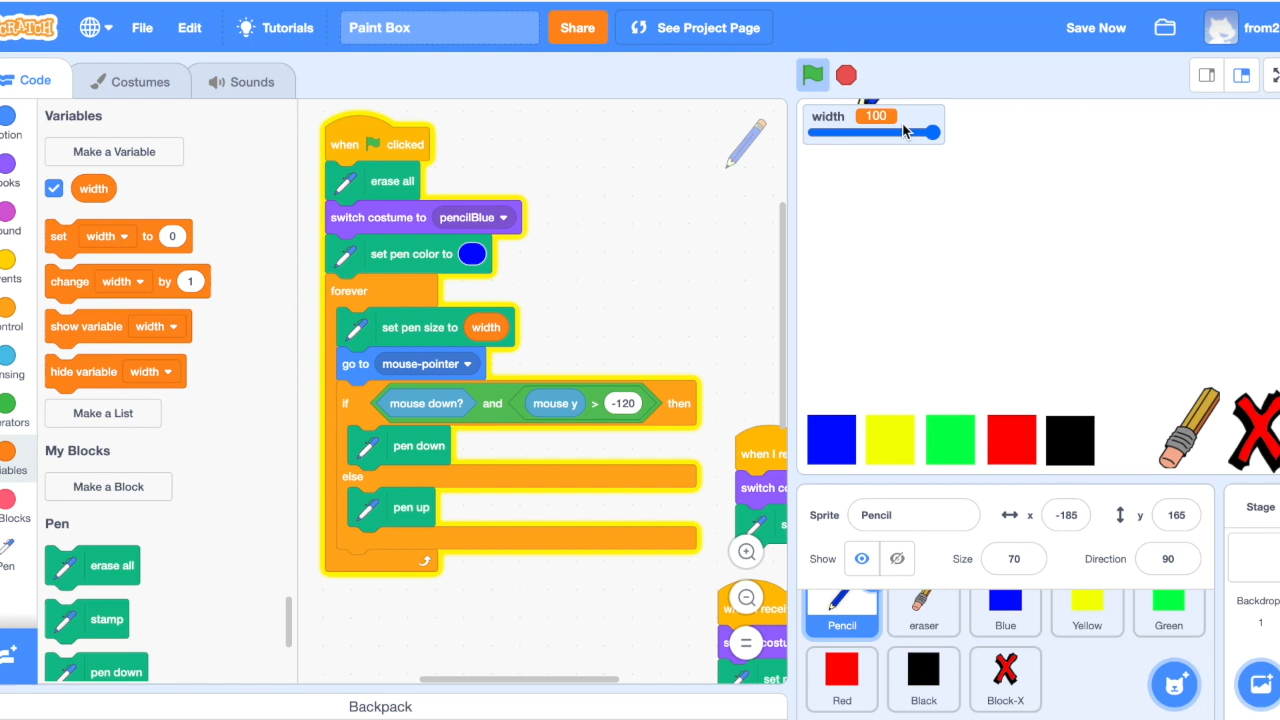 SCRATCH
File
Edit
Tutorials
Paint Box
Share
See Project Page
Save Now
from2
Code
Costumes
Sounds
otion
ooks
ound
vents
ontrol
nsing
erators
iables
Blocks
Pen
Variables
Make a Variable
width
set width to 0
change width by 1
show variable width
hide variable width
Make a List
My Blocks
Make a Block
Pen
erase all
stamp
pen down
when clicked
erase all
switch costume to pencilBlue
set pen color to
forever
set pen size to width
go to mouse-pointer
if mouse down? and mouse y > -120 then
pen down
else
pen up
when I re
switch co
s
recei
costu
set
Backpack
width 100
Sprite Pencil x -185 y 165
Show Size 70 Direction 90
Pencil
eraser
Blue
Yellow
Green
Red
Black
Block-X
Stage
Backdrop
1